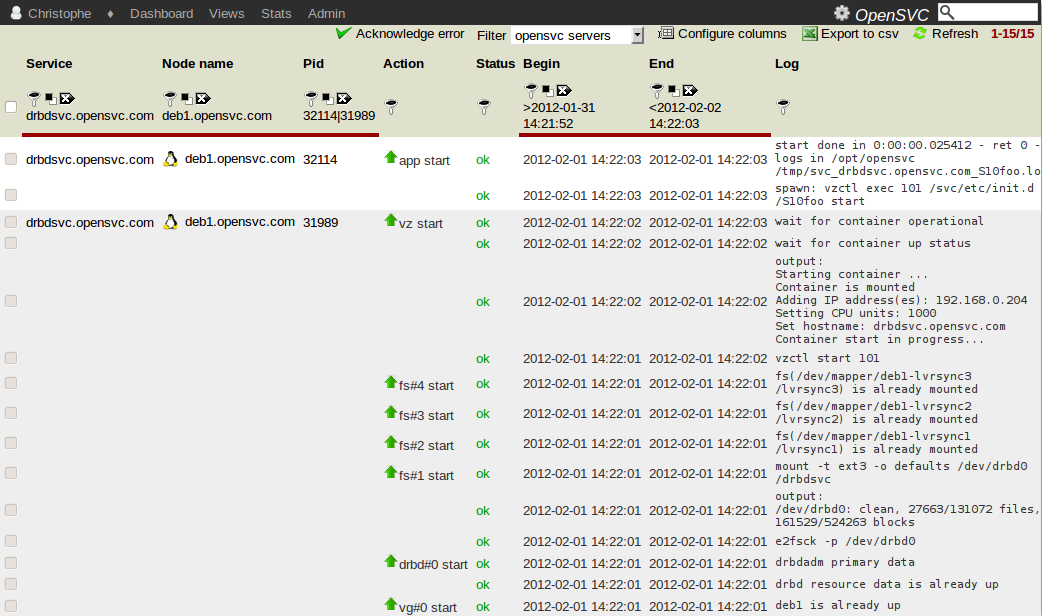 Christophe ♦ Dashboard Views Stats Admin OpenSVC
Acknowledge error Filter opensvc servers Configure columns Export to csv Refresh 1-15/15
Service Node name Pid Action Status Begin End Log
drbdsvc.opensvc.com deb1.opensvc.com 32114|31989 >2012-01-31 14:21:52 <2012-02-02 14:22:03
drbdsvc.opensvc.com deb1.opensvc.com 32114 app start ok 2012-02-01 14:22:03 2012-02-01 14:22:03 start done in 0:00:00.025412 - ret 0 -
logs in /opt/opensvc
/tmp/svc_drbdsvc.opensvc.com_S10foo.lo
ok 2012-02-01 14:22:03 2012-02-01 14:22:03 spawn: vzctl exec 101 /svc/etc/init.d
/S10foo start
drbdsvc.opensvc.com deb1.opensvc.com 31989 vz start ok 2012-02-01 14:22:02 2012-02-01 14:22:03 wait for container operational
ok 2012-02-01 14:22:02 2012-02-01 14:22:02 wait for container up status
ok 2012-02-01 14:22:02 2012-02-01 14:22:02 output:
Starting container ...
Container is mounted
Adding IP address(es): 192.168.0.204
Setting CPU units: 1000
Set hostname: drbdsvc.opensvc.com
Container start in progress...
ok 2012-02-01 14:22:01 2012-02-01 14:22:02 vzctl start 101
fs#4 start ok 2012-02-01 14:22:01 2012-02-01 14:22:01 fs(/dev/mapper/deb1-lvrsync3
/lvrsync3) is already mounted
fs#3 start ok 2012-02-01 14:22:01 2012-02-01 14:22:01 fs(/dev/mapper/deb1-lvrsync2
/lvrsync2) is already mounted
fs#2 start ok 2012-02-01 14:22:01 2012-02-01 14:22:01 fs(/dev/mapper/deb1-lvrsync1
/lvrsync1) is already mounted
fs#1 start ok 2012-02-01 14:22:01 2012-02-01 14:22:01 mount -t ext3 -o defaults /dev/drbd0
/drbdsvc
ok 2012-02-01 14:22:01 2012-02-01 14:22:01 output:
/dev/drbd0: clean, 27663/131072 files,
161529/524263 blocks
ok 2012-02-01 14:22:01 2012-02-01 14:22:01 e2fsck -p /dev/drbd0
drbd#0 start ok 2012-02-01 14:22:01 2012-02-01 14:22:01 drbdadm primary data
ok 2012-02-01 14:22:01 2012-02-01 14:22:01 drbd resource data is already up
vg#0 start ok 2012-02-01 14:22:01 2012-02-01 14:22:01 deb1 is already up